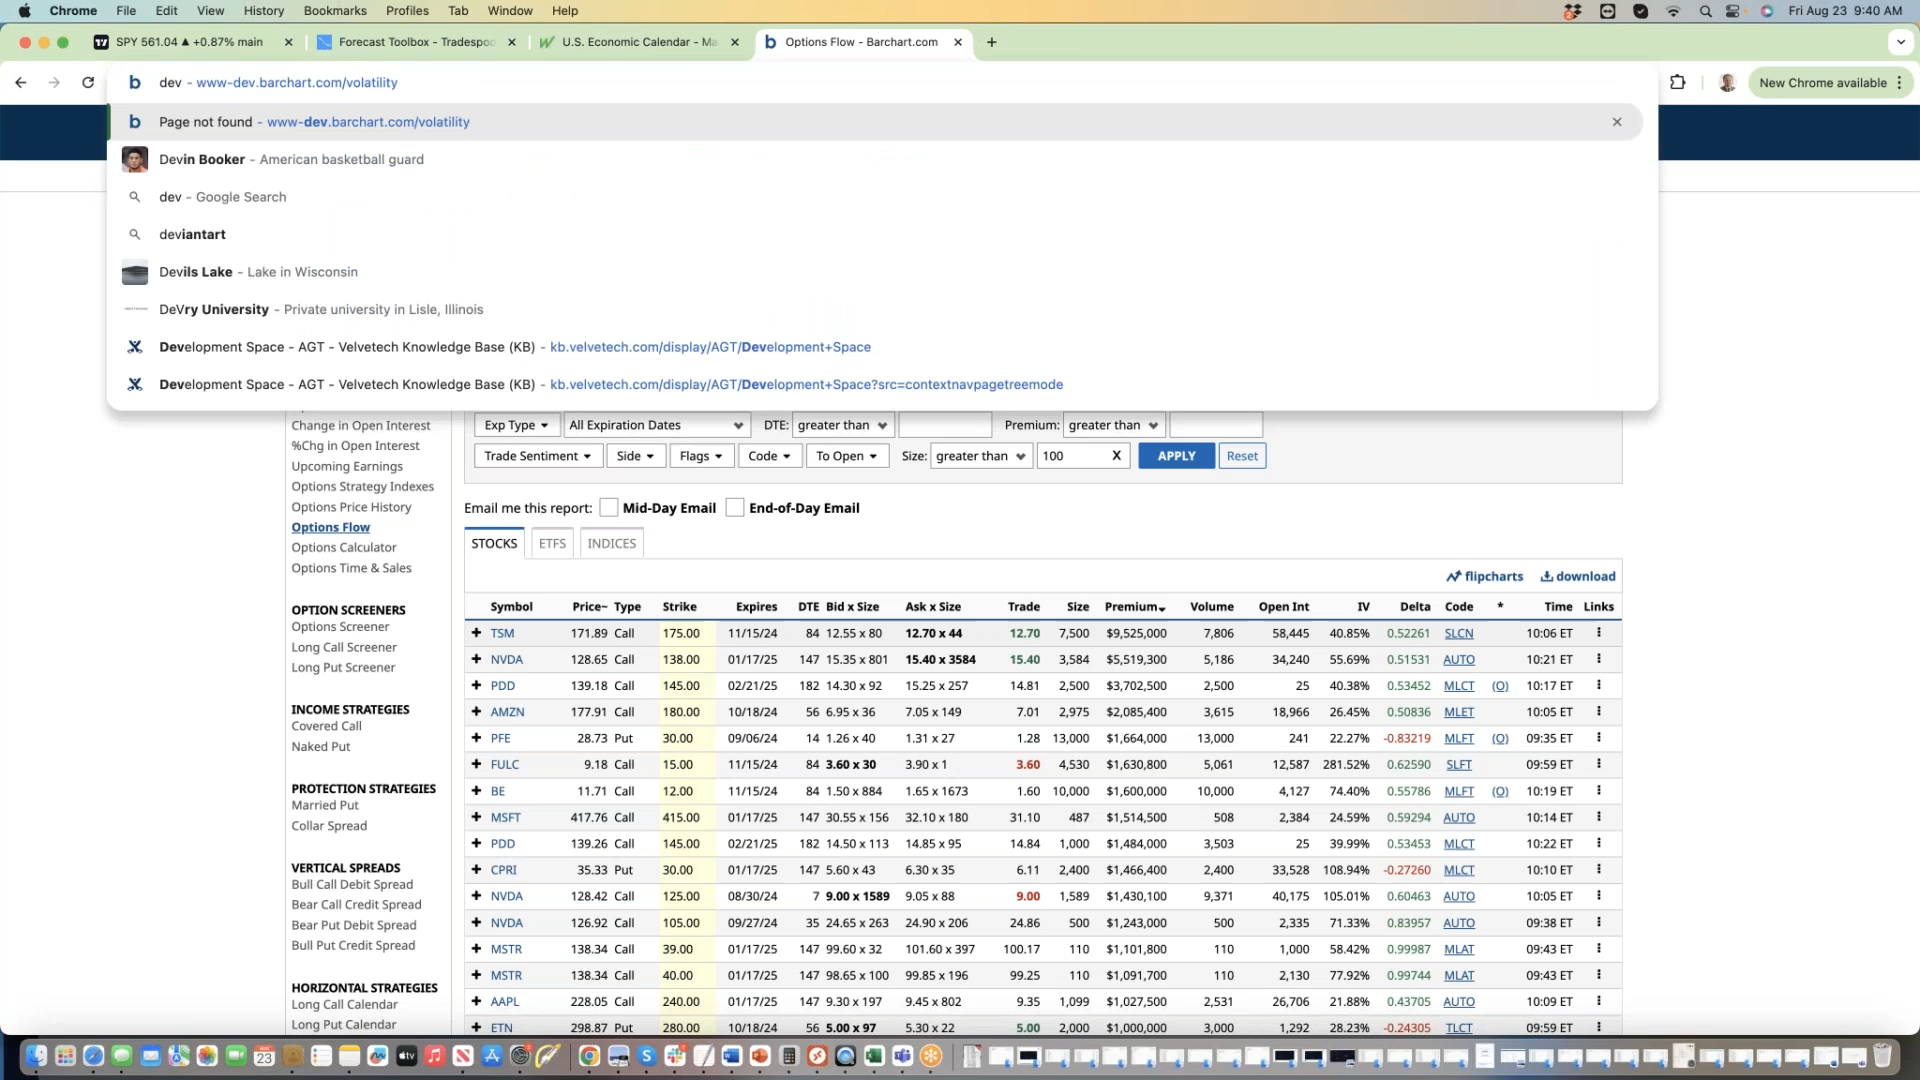 Chrome File Edit View History Bookmarks Profiles Tab Window Help Fri Aug 23 9:40 AM
SPY 561.04 ▲ +0.87% main Forecast Toolbox - Tradespoo U.S. Economic Calendar - Ma Options Flow - Barchart.com
dev - www-dev.barchart.com/volatility New Chrome available
Page not found - www-dev.barchart.com/volatility
Devin Booker - American basketball guard
dev - Google Search
deviantart
Devils Lake - Lake in Wisconsin
DeVry University - Private university in Lisle, Illinois
Development Space - AGT - Velvetech Knowledge Base (KB) - kb.velvetech.com/display/AGT/Development+Space
Development Space - AGT - Velvetech Knowledge Base (KB) - kb.velvetech.com/display/AGT/Development+Space?src=contextnavpagetreemode
Change in Open Interest
%Chg in Open Interest
Upcoming Earnings
Options Strategy Indexes
Options Price History
Options Flow
Options Calculator
Options Time & Sales
OPTION SCREENERS
Options Screener
Long Call Screener
Long Put Screener
INCOME STRATEGIES
Covered Call
Naked Put
PROTECTION STRATEGIES
Married Put
Collar Spread
VERTICAL SPREADS
Bull Call Debit Spread
Bear Call Credit Spread
Bear Put Debit Spread
Bull Put Credit Spread
HORIZONTAL STRATEGIES
Long Call Calendar
Long Put Calendar
Exp Type All Expiration Dates DTE: greater than Premium: greater than
Trade Sentiment Side Flags Code To Open Size: greater than 100 X APPLY Reset
Email me this report: Mid-Day Email End-of-Day Email
STOCKS ETFS INDICES
flipcharts download
Symbol Price~ Type Strike Expires DTE Bid x Size Ask x Size Trade Size Premium Volume Open Int IV Delta Code * Time Links
TSM 171.89 Call 175.00 11/15/24 84 12.55 x 80 12.70 x 44 12.70 7,500 $9,525,000 7,806 58,445 40.85% 0.52261 SLCN 10:06 ET
NVDA 128.65 Call 138.00 01/17/25 147 15.35 x 801 15.40 x 3584 15.40 3,584 $5,519,300 5,186 34,240 55.69% 0.51531 AUTO 10:21 ET
PDD 139.18 Call 145.00 02/21/25 182 14.30 x 92 15.25 x 257 14.81 2,500 $3,702,500 2,500 25 40.38% 0.53452 MLCT (O) 10:17 ET
AMZN 177.91 Call 180.00 10/18/24 56 6.95 x 36 7.05 x 149 7.01 2,975 $2,085,400 3,615 18,966 26.45% 0.50836 MLET 10:05 ET
PFE 28.73 Put 30.00 09/06/24 14 1.26 x 40 1.31 x 27 1.28 13,000 $1,664,000 13,000 241 22.27% -0.83219 MLFT (O) 09:35 ET
FULC 9.18 Call 15.00 11/15/24 84 3.60 x 30 3.90 x 1 3.60 4,530 $1,630,800 5,061 12,587 281.52% 0.62590 SLFT 09:59 ET
BE 11.71 Call 12.00 11/15/24 84 1.50 x 884 1.65 x 1673 1.60 10,000 $1,600,000 10,000 4,127 74.40% 0.55786 MLFT (O) 10:19 ET
MSFT 417.76 Call 415.00 01/17/25 147 30.55 x 156 32.10 x 180 31.10 487 $1,514,500 508 2,384 24.59% 0.59294 AUTO 10:14 ET
PDD 139.26 Call 145.00 02/21/25 182 14.50 x 113 14.85 x 95 14.84 1,000 $1,484,000 3,503 25 39.99% 0.53453 MLCT 10:22 ET
CPRI 35.33 Put 30.00 01/17/25 147 5.60 x 43 6.30 x 35 6.11 2,400 $1,466,400 2,400 33,528 108.94% -0.27260 MLCT 10:10 ET
NVDA 128.42 Call 125.00 08/30/24 7 9.00 x 1589 9.05 x 88 9.00 1,589 $1,430,100 9,371 40,175 105.01% 0.60463 AUTO 10:05 ET
NVDA 126.92 Call 105.00 09/27/24 35 24.65 x 263 24.90 x 206 24.86 500 $1,243,000 500 2,335 71.33% 0.83957 AUTO 09:38 ET
MSTR 138.34 Call 39.00 01/17/25 147 99.60 x 32 101.60 x 397 100.17 110 $1,101,800 110 1,000 58.42% 0.99987 MLAT 09:43 ET
MSTR 138.34 Call 40.00 01/17/25 147 98.65 x 100 99.85 x 196 99.25 110 $1,091,700 110 2,130 77.92% 0.99744 MLAT 09:43 ET
AAPL 228.05 Call 240.00 01/17/25 147 9.30 x 197 9.45 x 802 9.35 1,099 $1,027,500 2,531 26,706 21.88% 0.43705 AUTO 10:09 ET
ETN 298.87 Put 280.00 10/18/24 56 5.00 x 97 5.30 x 22 5.00 2,000 $1,000,000 3,000 1,292 28.23% -0.24305 TLCT 09:59 ET